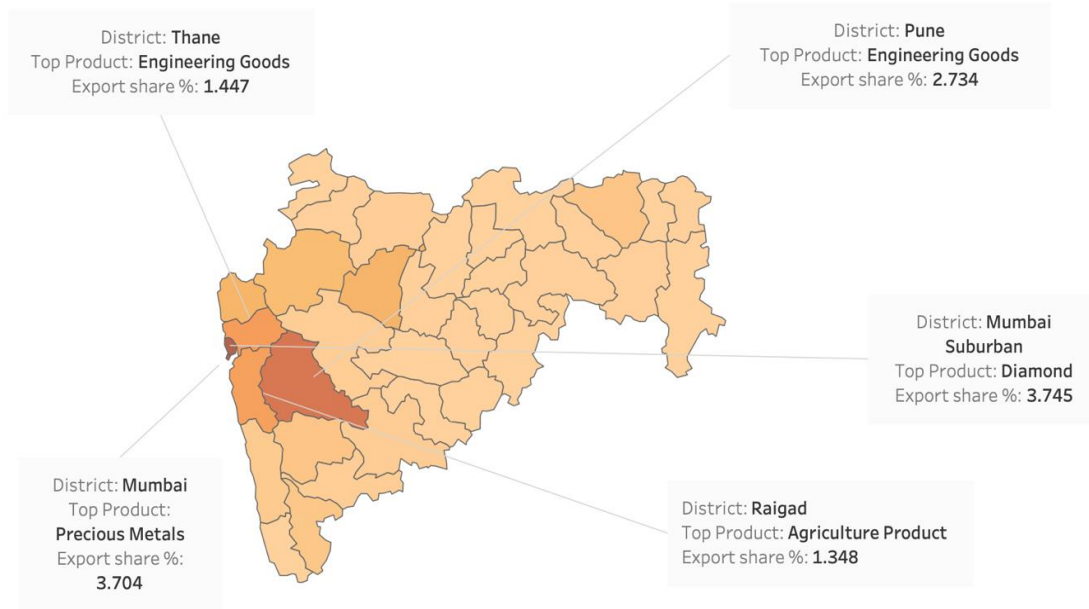 District: Thane
Top Product: Engineering Goods
Export share %: 1.447
District: Pune
Top Product: Engineering Goods
Export share %: 2.734
District: Mumbai
Suburban
Top Product: Diamond
Export share %: 3.745
District: Mumbai
Top Product:
Precious Metals
Export share %:
3.704
District: Raigad
Top Product: Agriculture Product
Export share %: 1.348